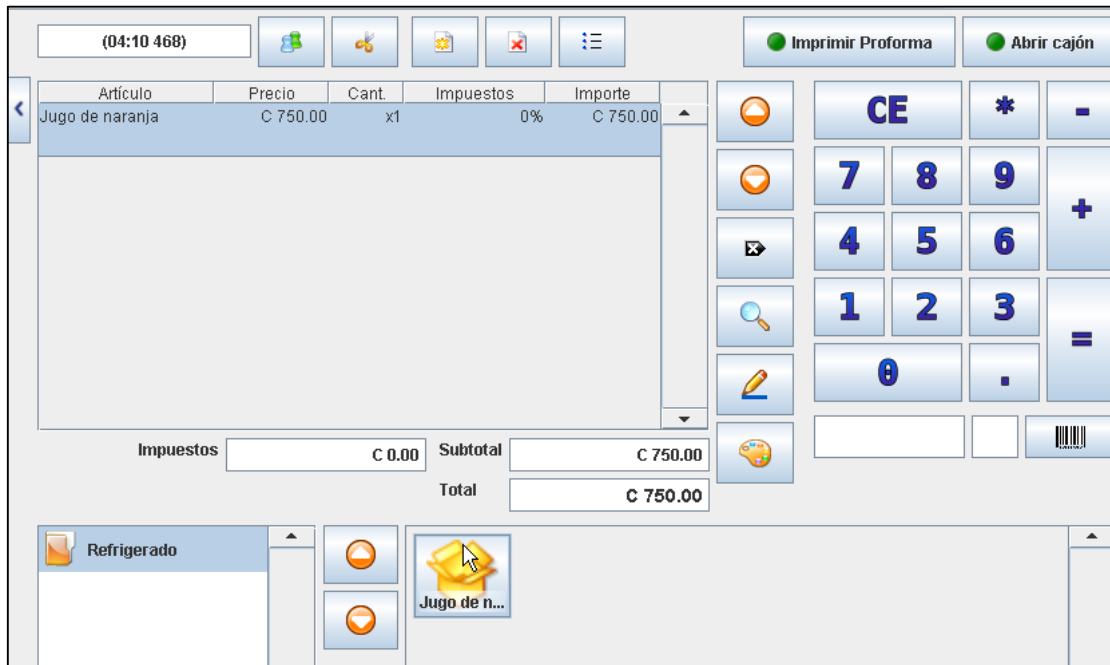 (04:10 468)
Imprimir Proforma
Abrir cajón
Artículo Precio Cant. Impuestos Importe
Jugo de naranja C 750.00 x1 0% C 750.00
CE * -
7 8 9 +
4 5 6
1 2 3 =
0 .
Impuestos C 0.00 Subtotal C 750.00
Total C 750.00
Refrigerado
Jugo de n...